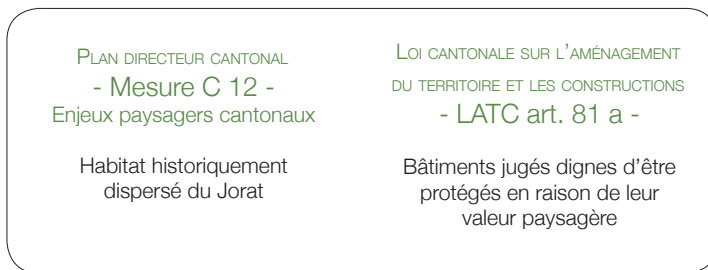 Plan directeur cantonal
- Mesure C 12 -
Enjeux paysagers cantonaux
Habitat historiquement
dispersé du Jorat
Loi cantonale sur l'aménagement
du territoire et les constructions
- LATC art. 81 a -
Bâtiments jugés dignes d'être
protégés en raison de leur
valeur paysagère